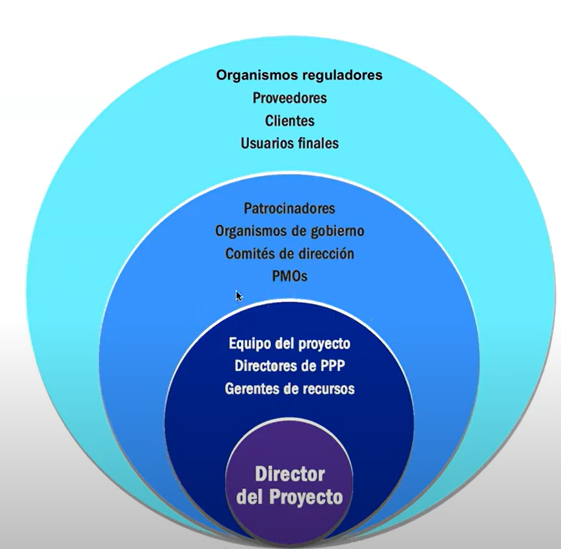 Organismos reguladores
Proveedores
Clientes
Usuarios finales
Patrocinadores
Organismos de gobierno
Comités de dirección
PMOs
Equipo del proyecto
Directores de PPP
Gerentes de recursos
Director
del Proyecto